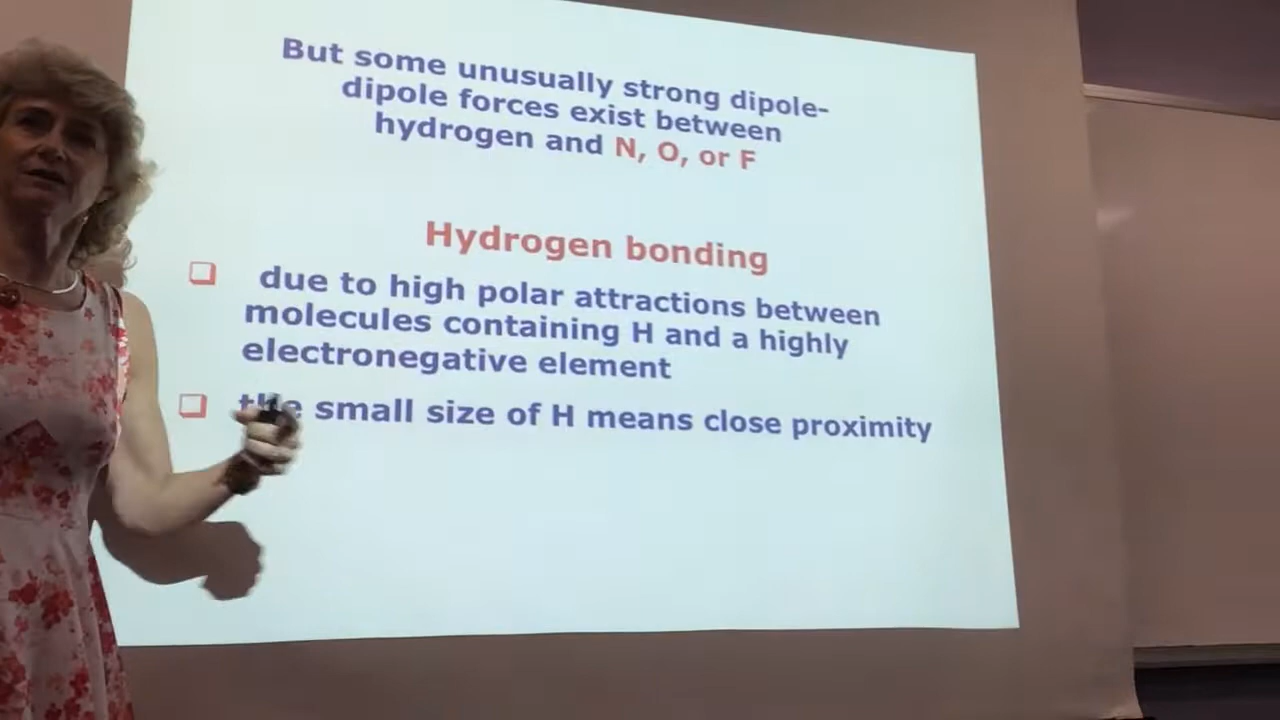 But some unusually strong dipole-
dipole forces exist between
hydrogen and N, O, or F
Hydrogen bonding
due to high polar attractions between
molecules containing H and a highly
electronegative element
the small size of H means close proximity